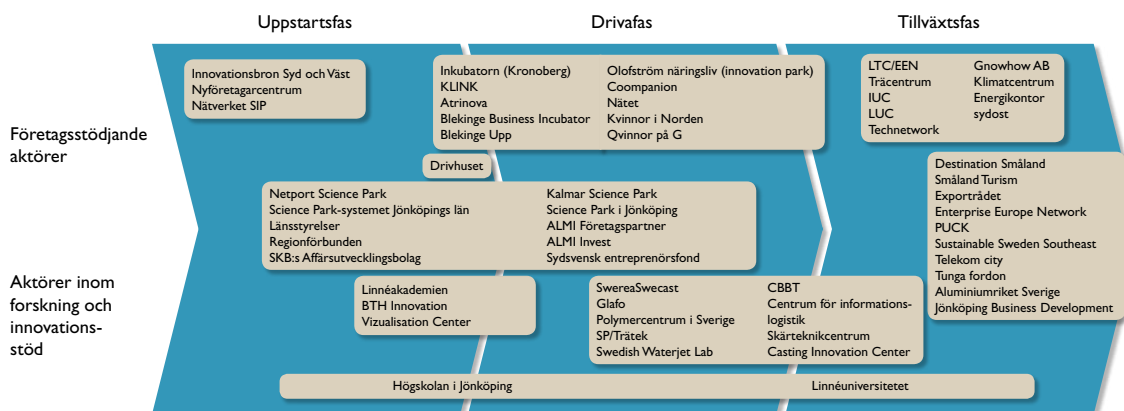 Uppstartsfas
Drivafas
Tillväxtsfas
Företagsstödjande
aktörer
Innovationsbron Syd och Väst
Nyföretagarcentrum
Nätverket SIP
Inkubatorn (Kronoberg)
KLINK
Atrinova
Blekinge Business Incubator
Blekinge Upp
Olofström näringsliv (innovation park)
Coompanion
Nätet
Kvinnor i Norden
Qvinnor på G
LTC/EEN
Träcentrum
IUC
LUC
Technetwork
Gnowhow AB
Klimatcentrum
Energikontor
sydost
Drivhuset
Netport Science Park
Science Park-systemet Jönköpings län
Länsstyrelser
Regionförbunden
SKB:s Affärsutvecklingsbolag
Kalmar Science Park
Science Park i Jönköping
ALMI Företagspartner
ALMI Invest
Sydsvensk entreprenörsfond
Destination Småland
Småland Turism
Exportrådet
Enterprise Europe Network
PUCK
Sustainable Sweden Southeast
Telekom city
Tunga fordon
Aluminiumriket Sverige
Jönköping Business Development
Aktörer inom
forskning och
innovations-
stöd
Linnéakademien
BTH Innovation
Vizualisation Center
SwereaSwecast
Glafo
Polymercentrum i Sverige
SP/Trätek
Swedish Waterjet Lab
CBBT
Centrum för informations-
logistik
Skärteknikcentrum
Casting Innovation Center
Högskolan i Jönköping
Linnéuniversitetet